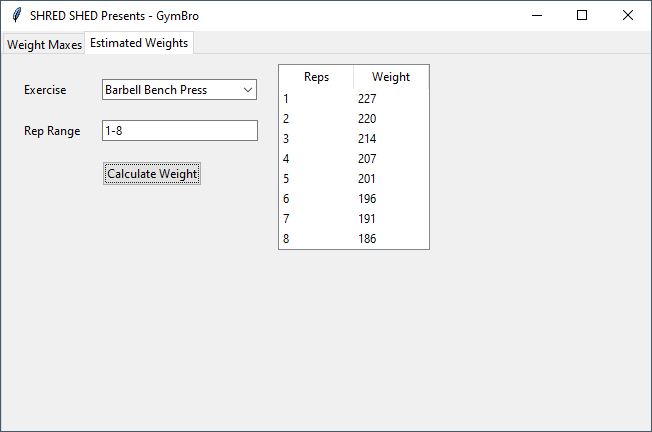 SHRED SHED Presents - GymBro
Weight Maxes Estimated Weights
Exercise Barbell Bench Press
Rep Range 1-8
Calculate Weight
Reps Weight
1 227
2 220
3 214
4 207
5 201
6 196
7 191
8 186